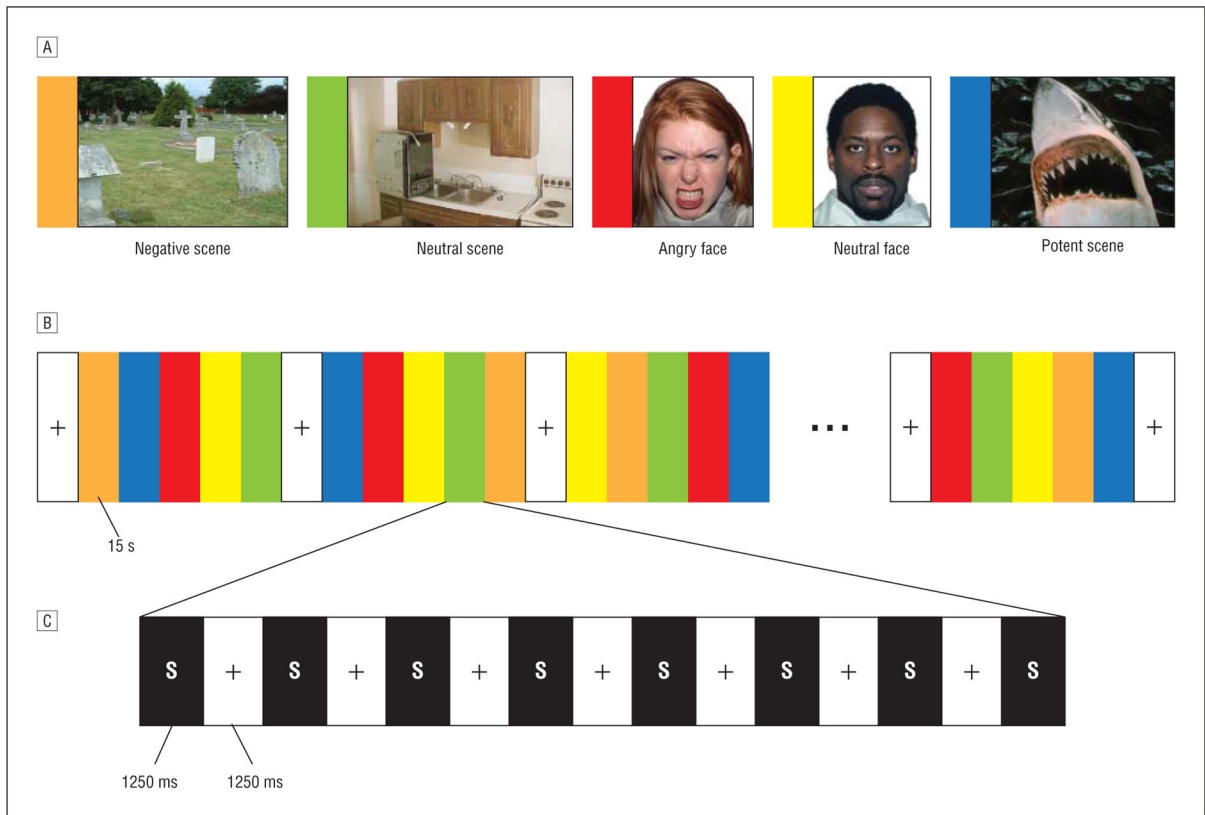 A
Negative scene
Neutral scene
Angry face
Neutral face
Potent scene
B
+
+
+
...
+
+
15 s
C
S + S + S + S + S + S + S + S
1250 ms
1250 ms